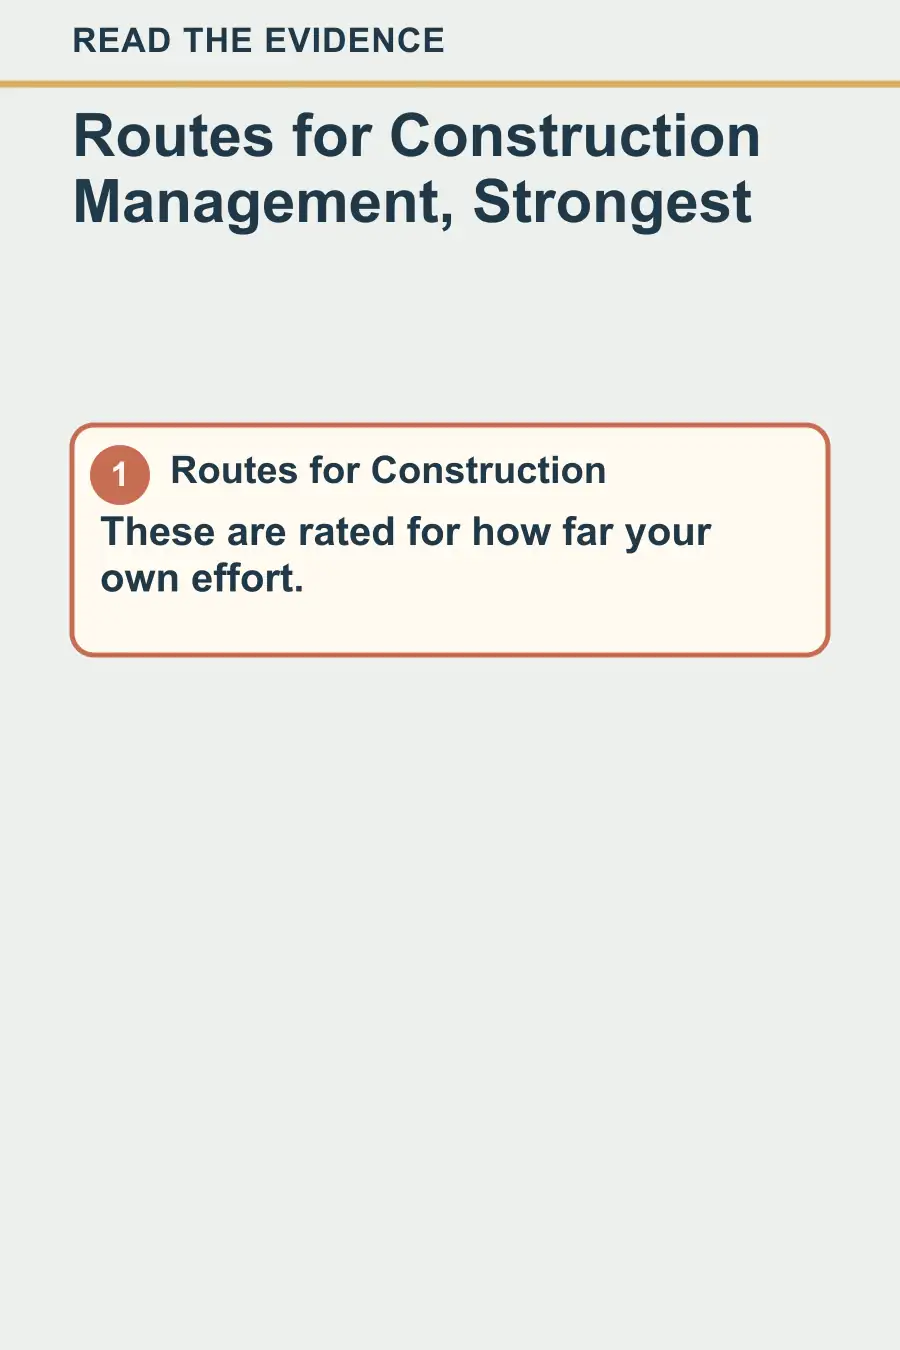 READ THE EVIDENCE
Routes for Construction
Management, Strongest
1 Routes for Construction
These are rated for how far your
own effort.